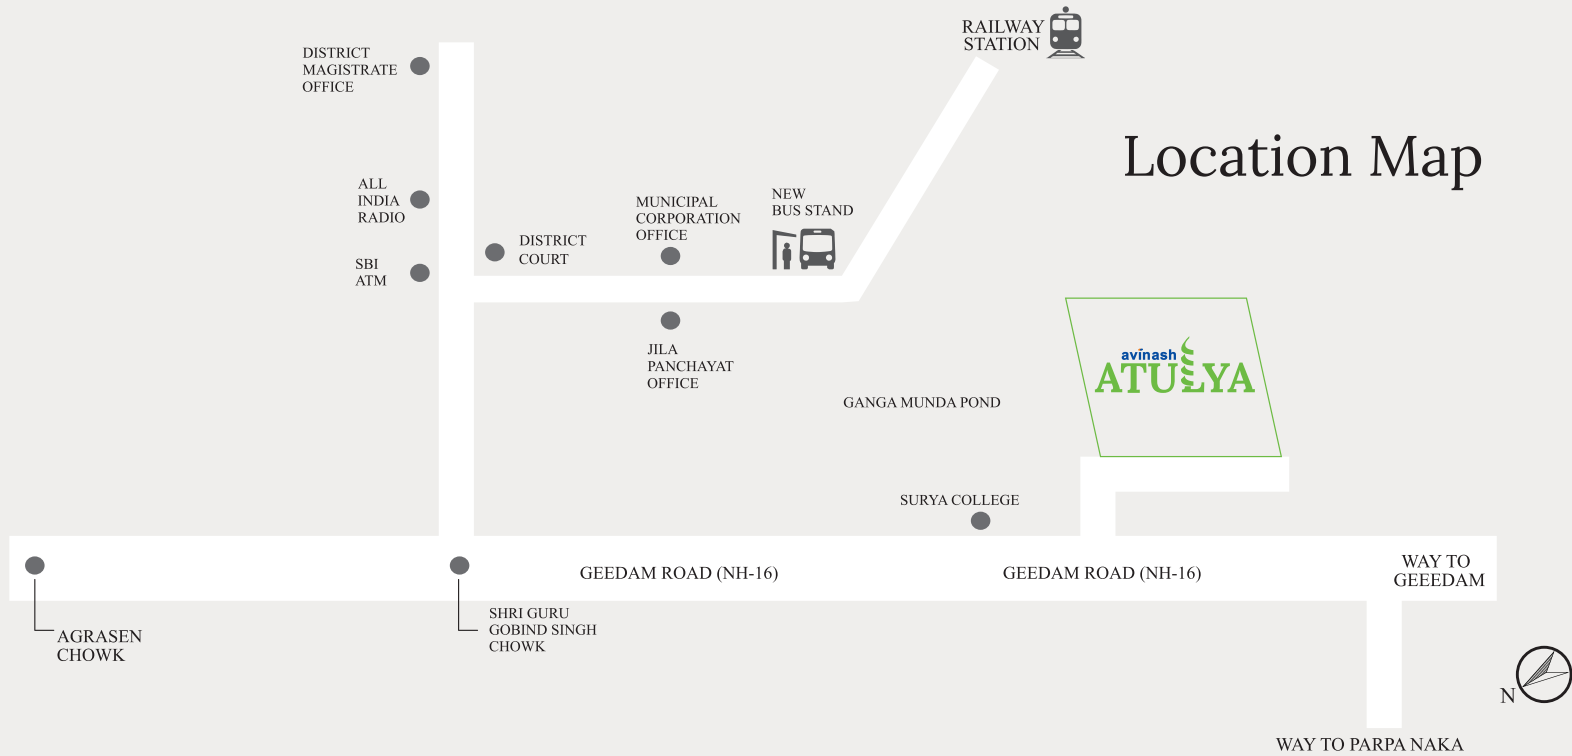 RAILWAY
STATION
DISTRICT
MAGISTRATE
OFFICE
Location Map
ALL
INDIA
RADIO
MUNICIPAL
CORPORATION
OFFICE
NEW
BUS STAND
DISTRICT
COURT
SBI
ATM
JILA
PANCHAYAT
OFFICE
avinash
ATULYA
GANGA MUNDA POND
SURYA COLLEGE
GEEDAM ROAD (NH-16)
GEEDAM ROAD (NH-16)
WAY TO
GEEEDAM
AGRASEN
CHOWK
SHRI GURU
GOBIND SINGH
CHOWK
N
WAY TO PARPA NAKA